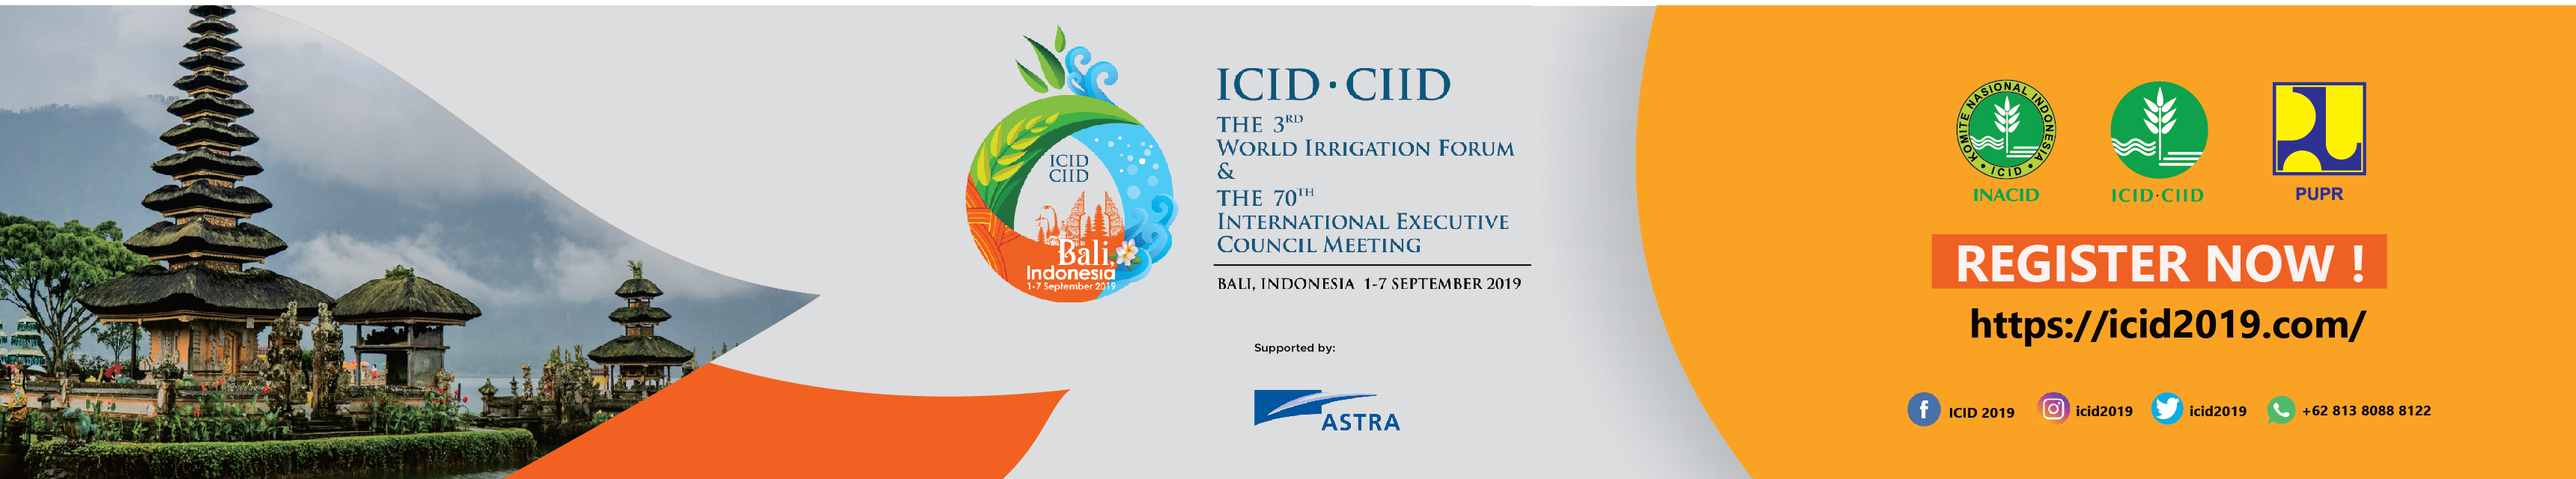 ICID
CIID
Bali,
Indonesia
1-7 September 2019
ICID·CIID
THE 3RD
WORLD IRRIGATION FORUM
&
THE 70TH
INTERNATIONAL EXECUTIVE
COUNCIL MEETING
BALI, INDONESIA 1-7 SEPTEMBER 2019
Supported by:
ASTRA
KOMITE NASIONAL INDONESIA
• ICID •
INACID
ICID·CIID
PUPR
REGISTER NOW !
https://icid2019.com/
f ICID 2019
icid2019
icid2019
+62 813 8088 8122